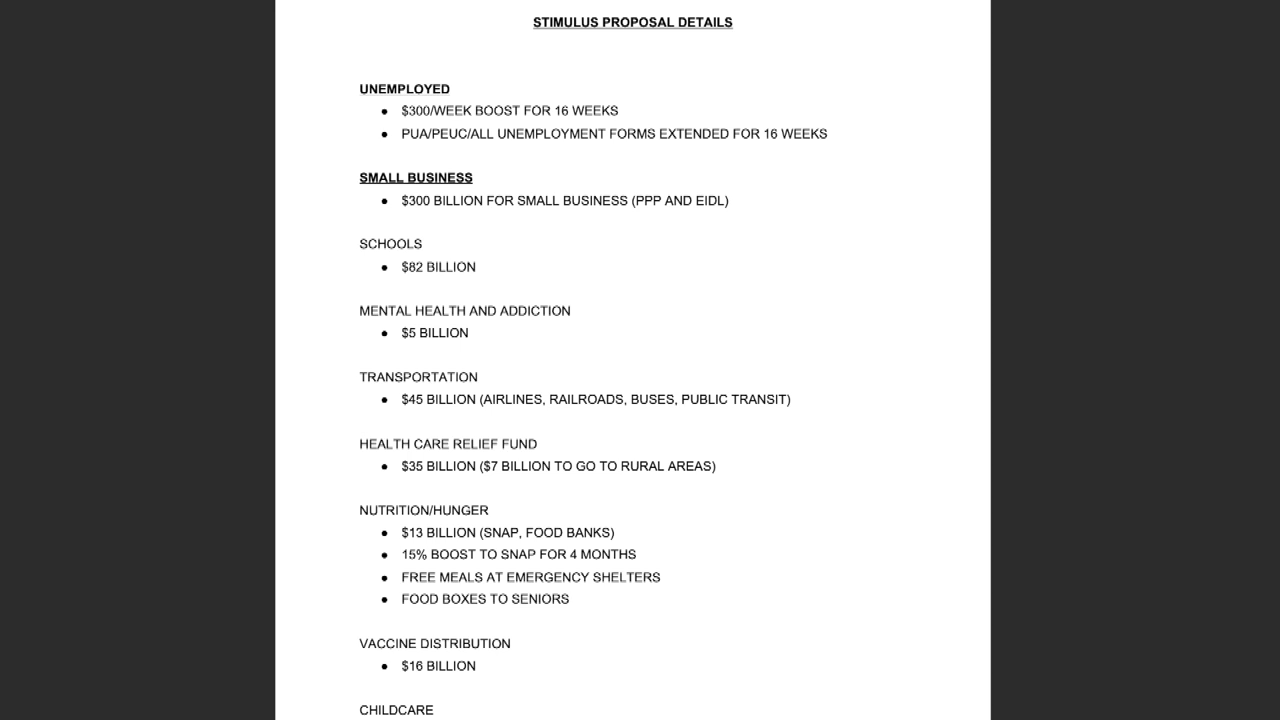 STIMULUS PROPOSAL DETAILS
UNEMPLOYED
● $300/WEEK BOOST FOR 16 WEEKS
● PUA/PEUC/ALL UNEMPLOYMENT FORMS EXTENDED FOR 16 WEEKS
SMALL BUSINESS
● $300 BILLION FOR SMALL BUSINESS (PPP AND EIDL)
SCHOOLS
● $82 BILLION
MENTAL HEALTH AND ADDICTION
● $5 BILLION
TRANSPORTATION
● $45 BILLION (AIRLINES, RAILROADS, BUSES, PUBLIC TRANSIT)
HEALTH CARE RELIEF FUND
● $35 BILLION ($7 BILLION TO GO TO RURAL AREAS)
NUTRITION/HUNGER
● $13 BILLION (SNAP, FOOD BANKS)
● 15% BOOST TO SNAP FOR 4 MONTHS
● FREE MEALS AT EMERGENCY SHELTERS
● FOOD BOXES TO SENIORS
VACCINE DISTRIBUTION
● $16 BILLION
CHILDCARE